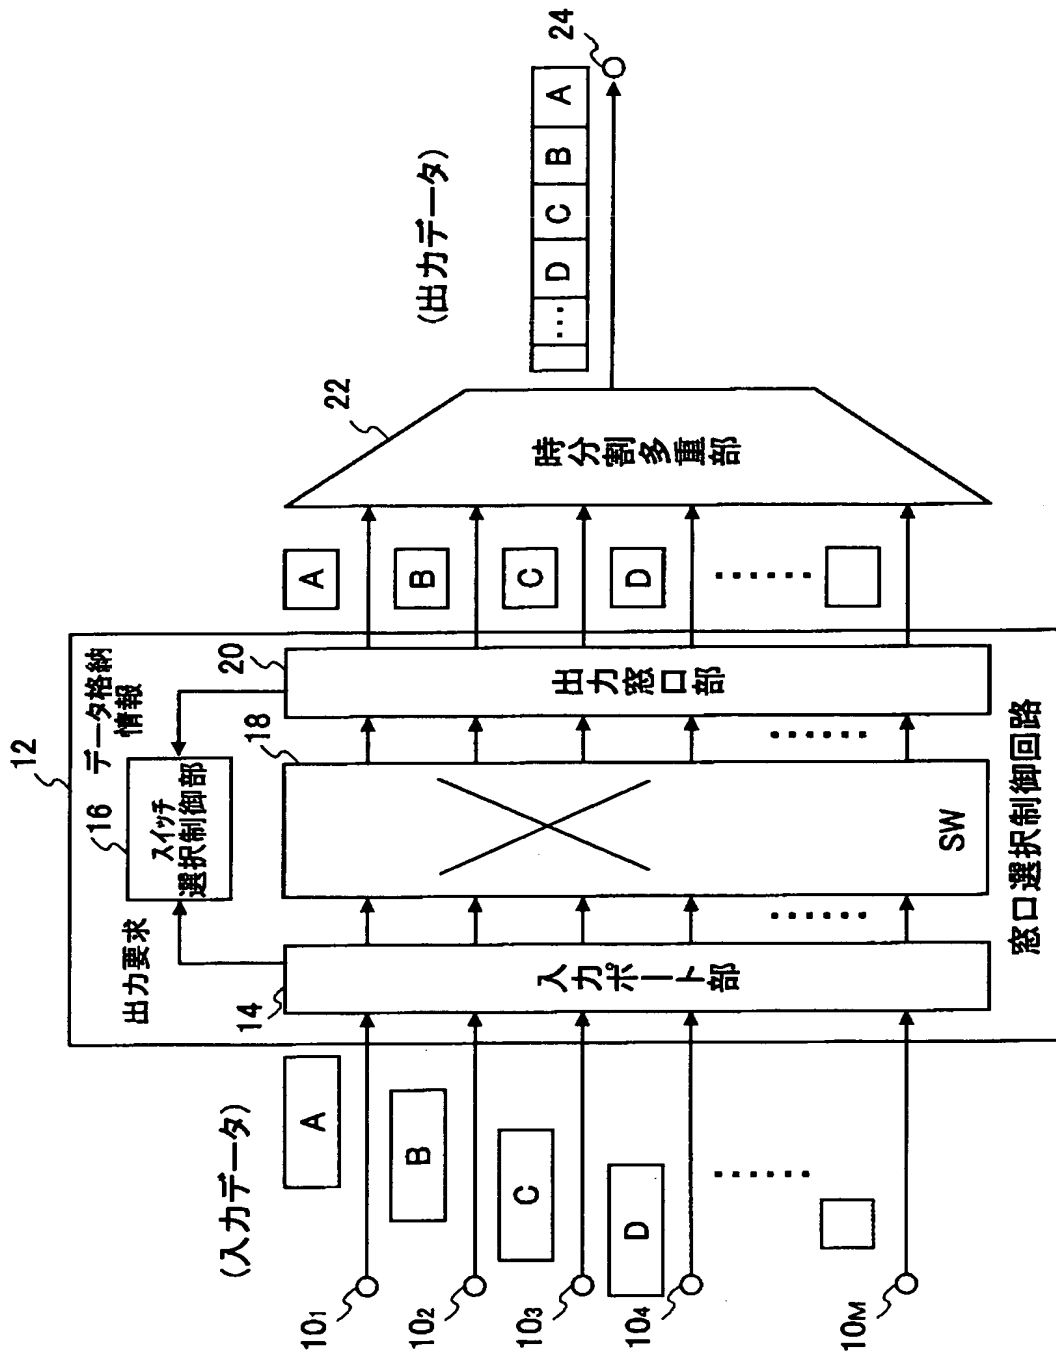 (入力データ)
10₁
10₂
10₃
10₄
10M
A
B
C
D
12
14
出力要求
入力ポート部
16
スイッチ
選択制御部
データ格納
情報
18
SW
20
出力窓口部
窓口選択制御回路
A
B
C
D
22
時分割多重部
(出力データ)
… D C B A
24